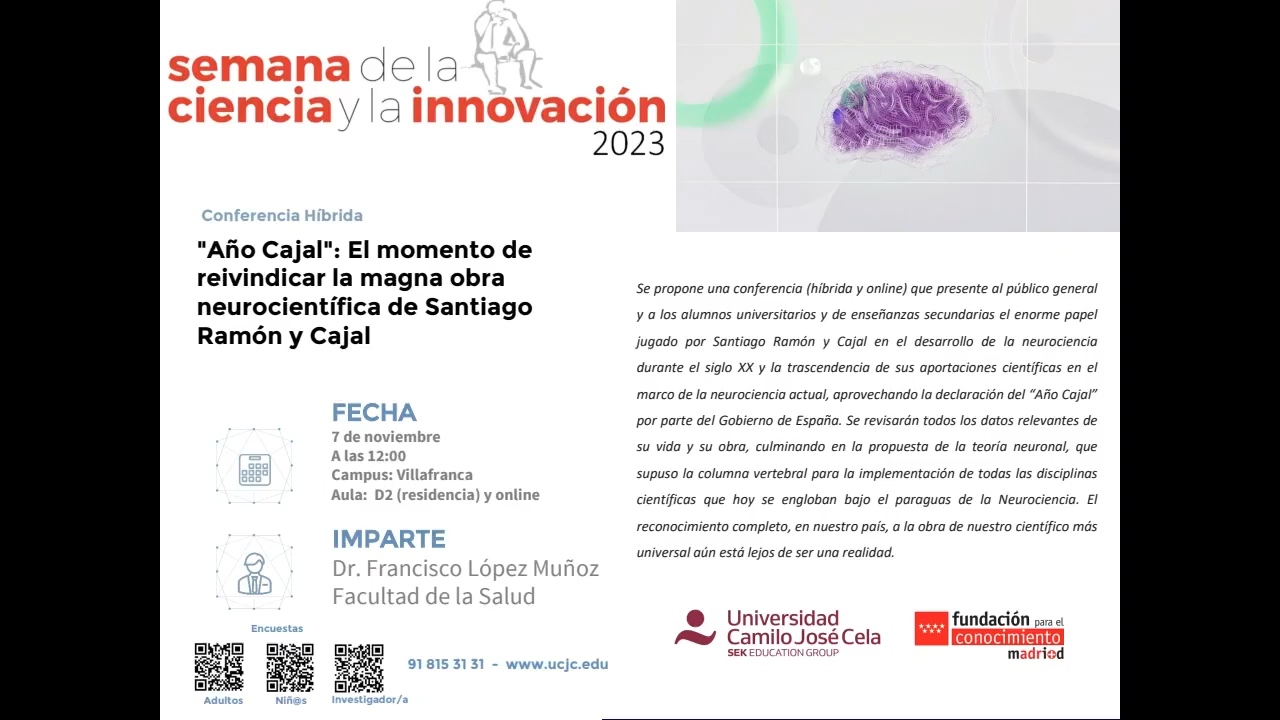 semana de la
ciencia y la innovación
2023
Conferencia Híbrida
"Año Cajal": El momento de
reivindicar la magna obra
neurocientífica de Santiago
Ramón y Cajal
FECHA
7 de noviembre
A las 12:00
Campus: Villafranca
Aula: D2 (residencia) y online
IMPARTE
Dr. Francisco López Muñoz
Facultad de la Salud
Encuestas
Adultos
Niñ@s
Investigador/a
91 815 31 31 - www.ucjc.edu
Se propone una conferencia (híbrida y online) que presente al público general
y a los alumnos universitarios y de enseñanzas secundarias el enorme papel
jugado por Santiago Ramón y Cajal en el desarrollo de la neurociencia
durante el siglo XX y la trascendencia de sus aportaciones científicas en el
marco de la neurociencia actual, aprovechando la declaración del “Año Cajal”
por parte del Gobierno de España. Se revisarán todos los datos relevantes de
su vida y su obra, culminando en la propuesta de la teoría neuronal, que
supuso la columna vertebral para la implementación de todas las disciplinas
científicas que hoy se engloban bajo el paraguas de la Neurociencia. El
reconocimiento completo, en nuestro país, a la obra de nuestro científico más
universal aún está lejos de ser una realidad.
Universidad
Camilo José Cela
SEK EDUCATION GROUP
fundación para el
conocimiento
madri+d